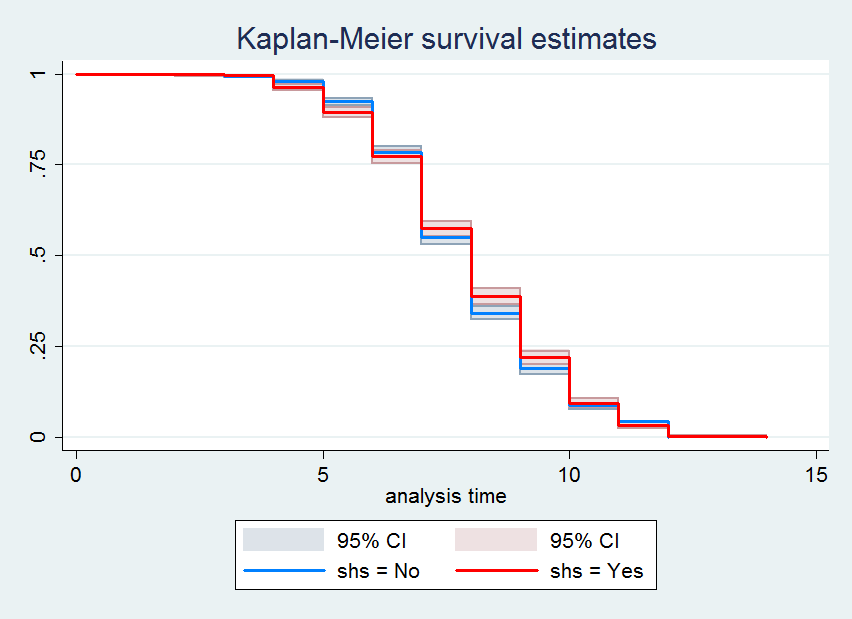 Kaplan-Meier survival estimates
1
.75
.5
.25
0
0 5 10 15
analysis time
95% CI 95% CI
shs = No shs = Yes